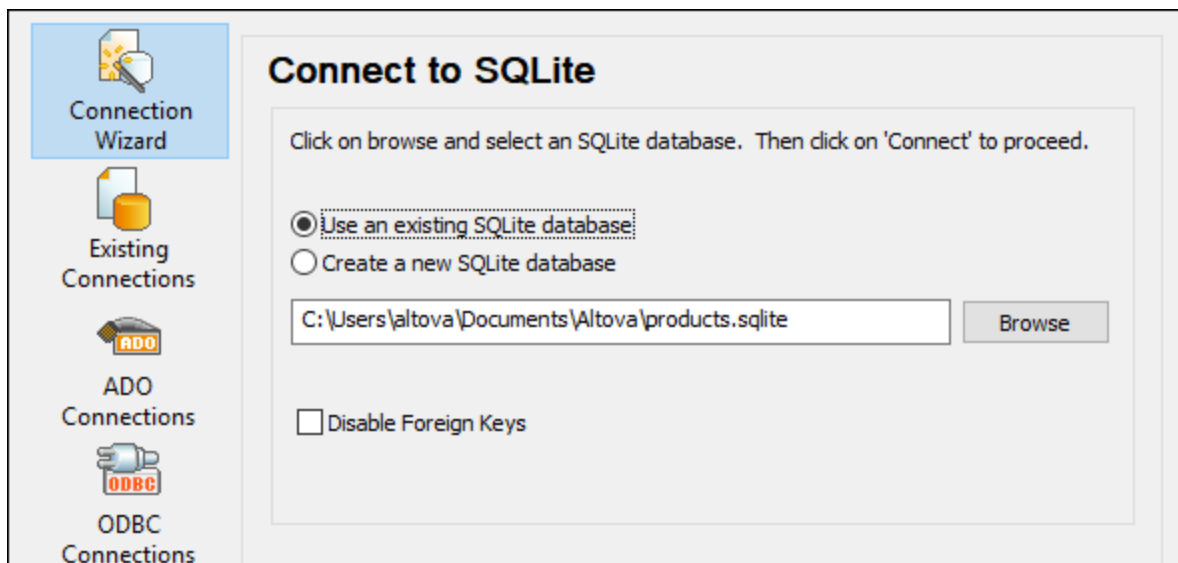 Connection
Wizard
Existing
Connections
ADO
ADO
Connections
ODBC
ODBC
Connections
Connect to SQLite
Click on browse and select an SQLite database.  Then click on 'Connect' to proceed.
Use an existing SQLite database
Create a new SQLite database
C:\Users\altova\Documents\Altova\products.sqlite
Browse
Disable Foreign Keys